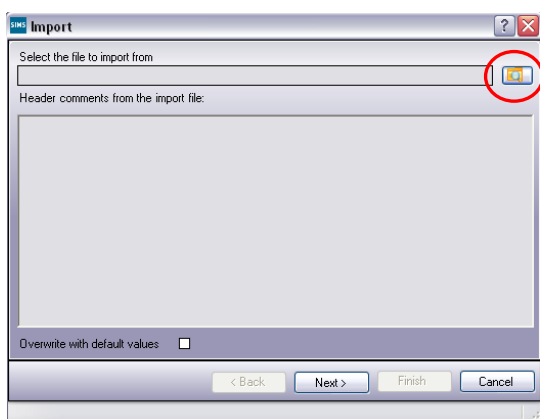 SIMS Import
Select the file to import from
Header comments from the import file:
Overwrite with default values
< Back Next > Finish Cancel